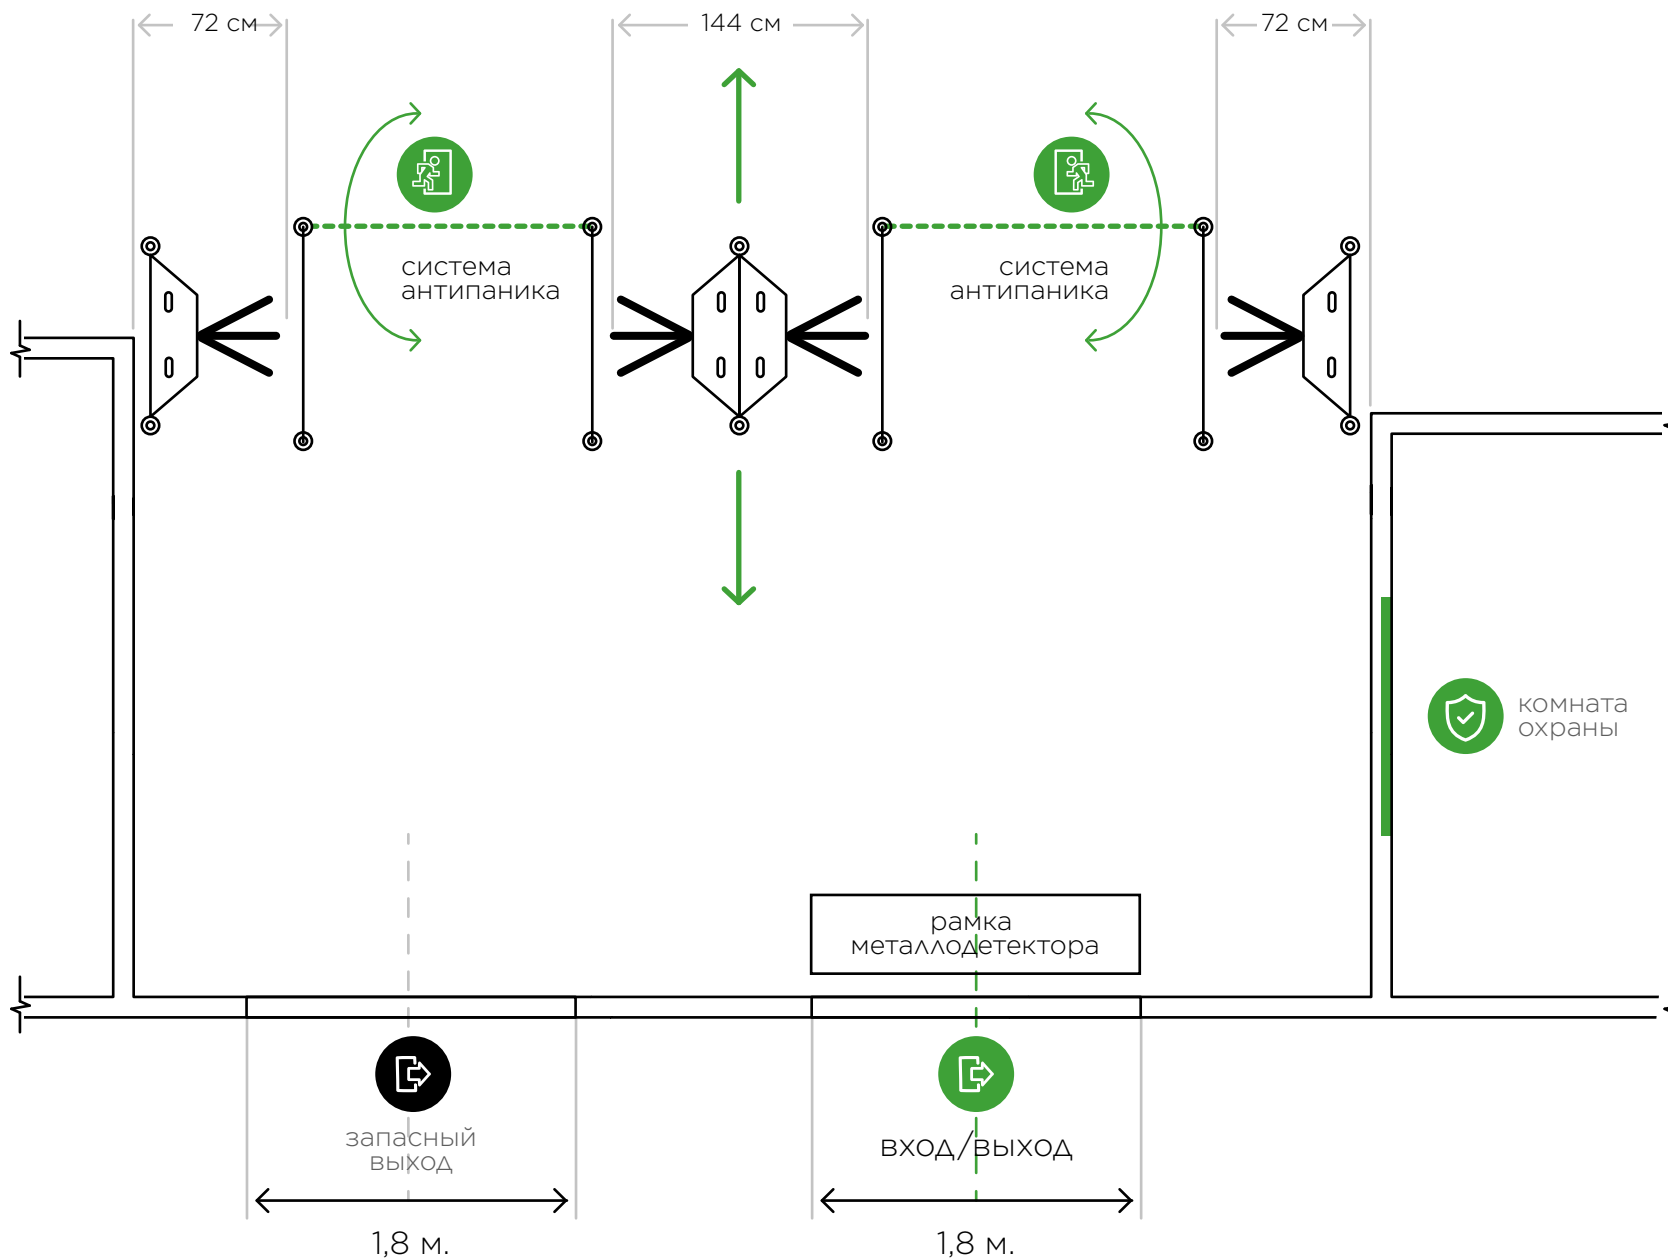 72 см
144 см
72 см
система
антипаника
система
антипаника
комната
охраны
рамка
металлодетектора
запасный
выход
вход/выход
1,8 м.
1,8 м.